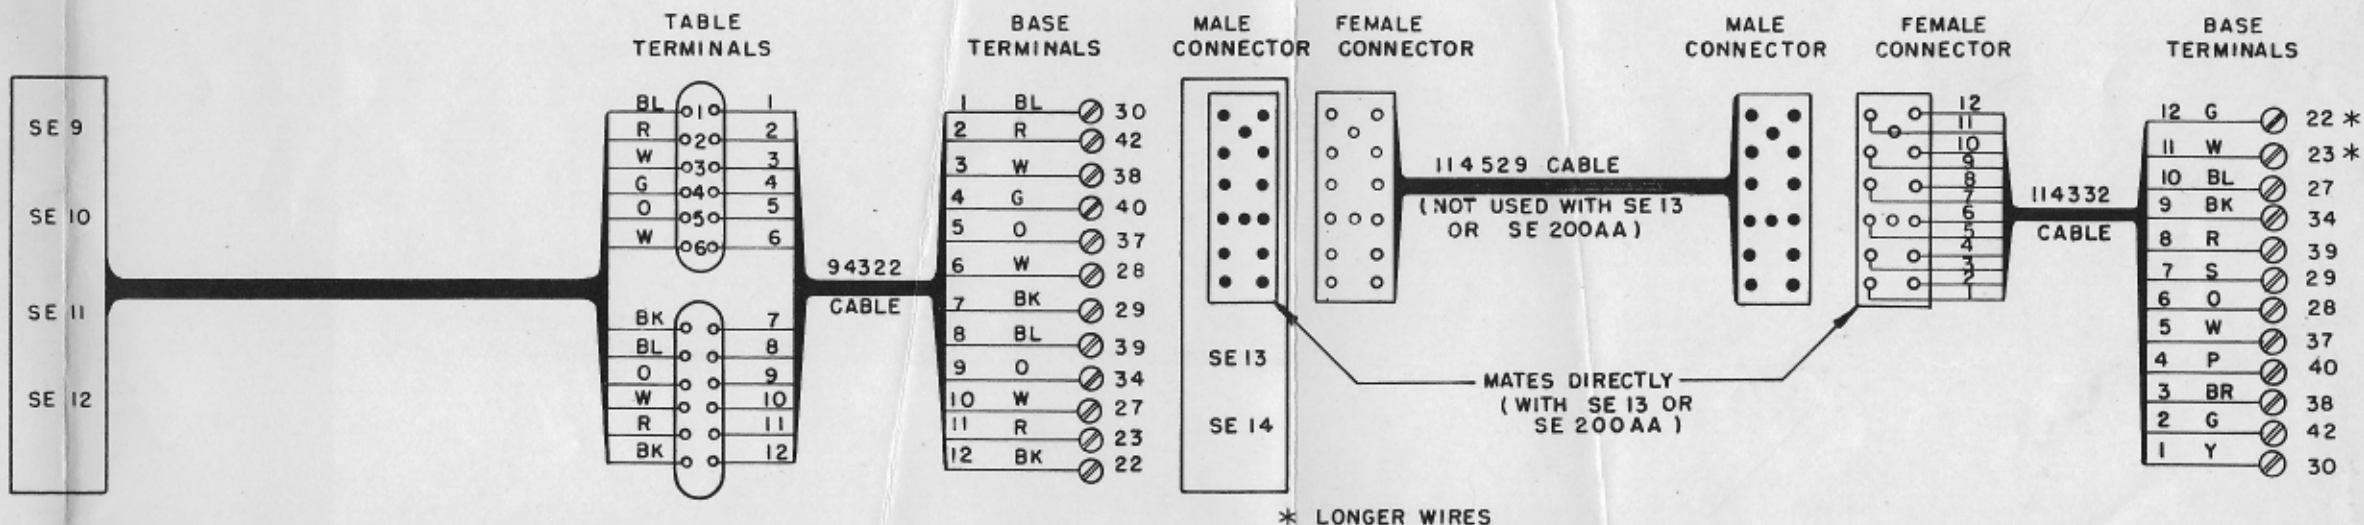 TABLE
TERMINALS
BASE
TERMINALS
MALE
CONNECTOR
FEMALE
CONNECTOR
MALE
CONNECTOR
FEMALE
CONNECTOR
BASE
TERMINALS
SE 9
SE 10
SE 11
SE 12
BL 1 1
R 2 2
W 3 3
G 4 4
O 5 5
W 6 6
BK 7
BL 8
O 9
W 10
R 11
BK 12
94322
CABLE
1 BL 30
2 R 42
3 W 38
4 G 40
5 O 37
6 W 28
7 BK 29
8 BL 39
9 O 34
10 W 27
11 R 23
12 BK 22
SE 13
SE 14
114529 CABLE
(NOT USED WITH SE 13
OR SE 200AA)
MATES DIRECTLY
(WITH SE 13 OR
SE 200AA)
12
11
10
9
8
7
6
5
4
3
2
1
114332
CABLE
12 G 22 *
11 W 23 *
10 BL 27
9 BK 34
8 R 39
7 S 29
6 O 28
5 W 37
4 P 40
3 BR 38
2 G 42
1 Y 30
* LONGER WIRES